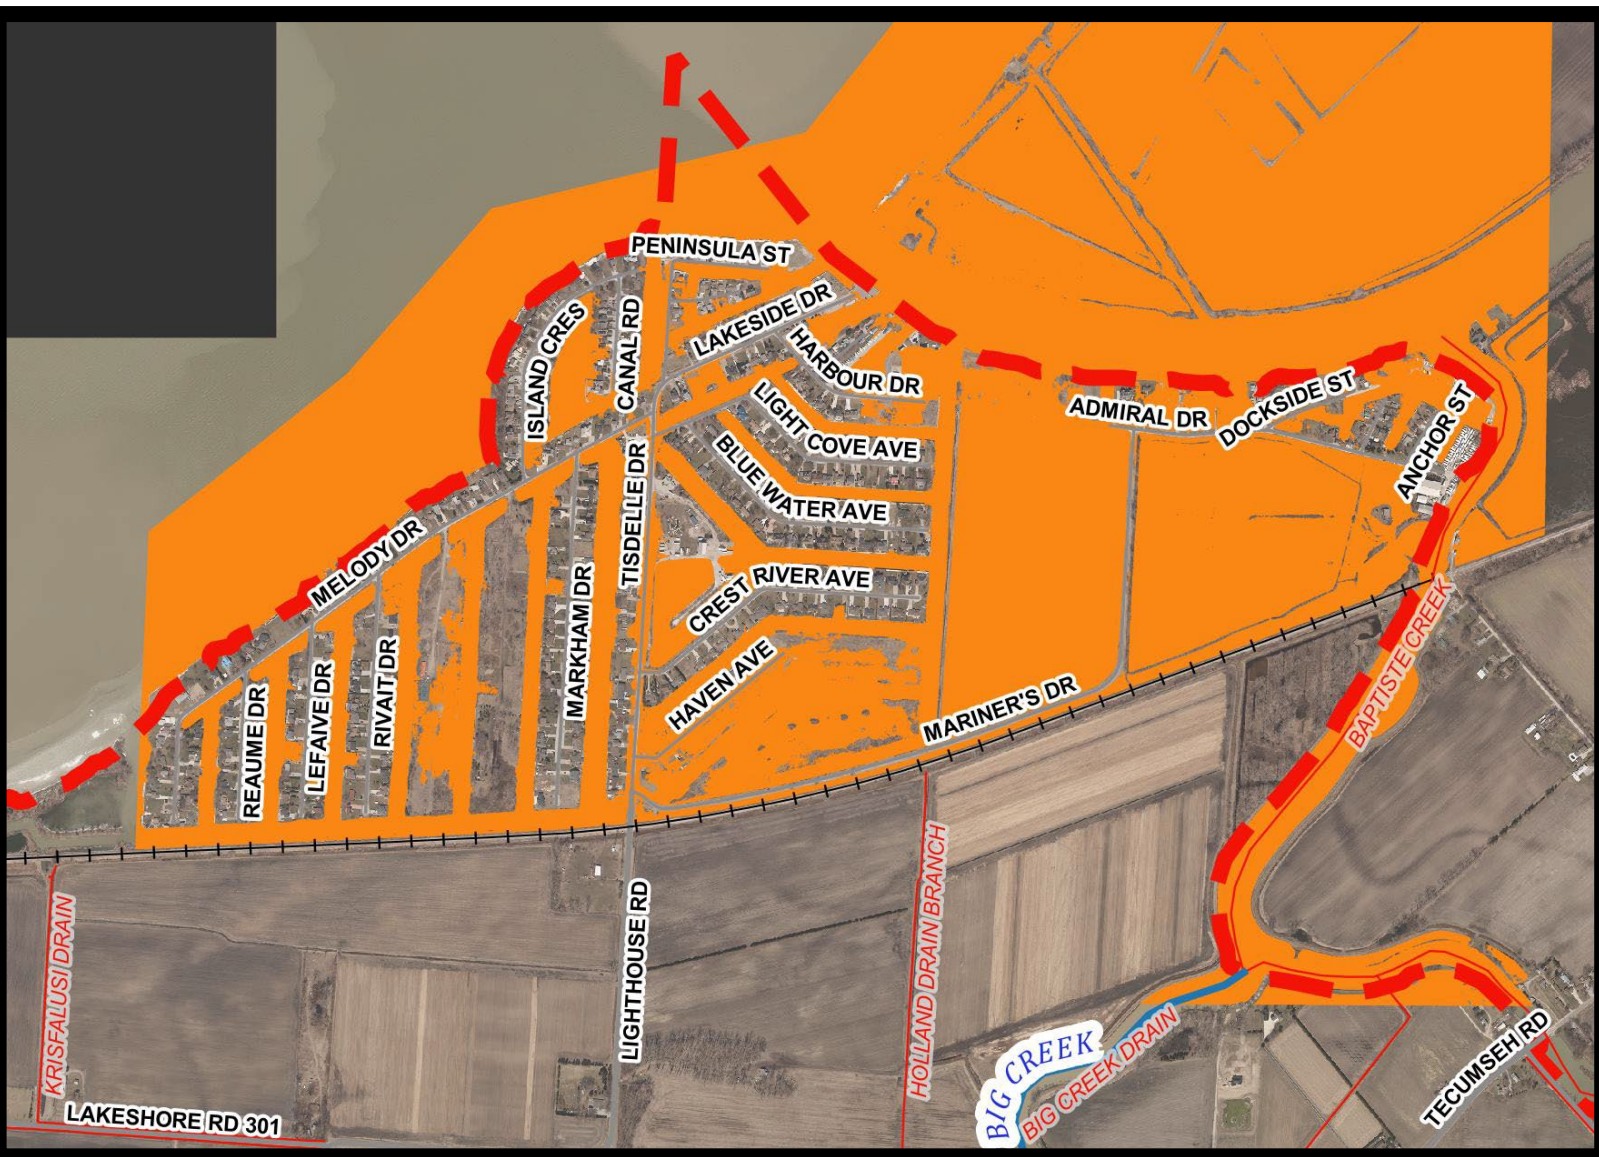 PENINSULA ST
LAKESIDE DR
ISLAND CRES
CANAL RD
HARBOUR DR
LIGHT COVE AVE
ADMIRAL DR
DOCKSIDE ST
ANCHOR ST
BLUE WATER AVE
TISDELLE DR
MELODY DR
MARKHAM DR
CREST RIVER AVE
HAVEN AVE
BAPTISTE CREEK
REAUME DR
LEFAIVE DR
RIVAIT DR
MARINER'S DR
KRISFALUSI DRAIN
LIGHTHOUSE RD
HOLLAND DRAIN BRANCH
BIG CREEK
BIG CREEK DRAIN
TECUMSEH RD
LAKESHORE RD 301